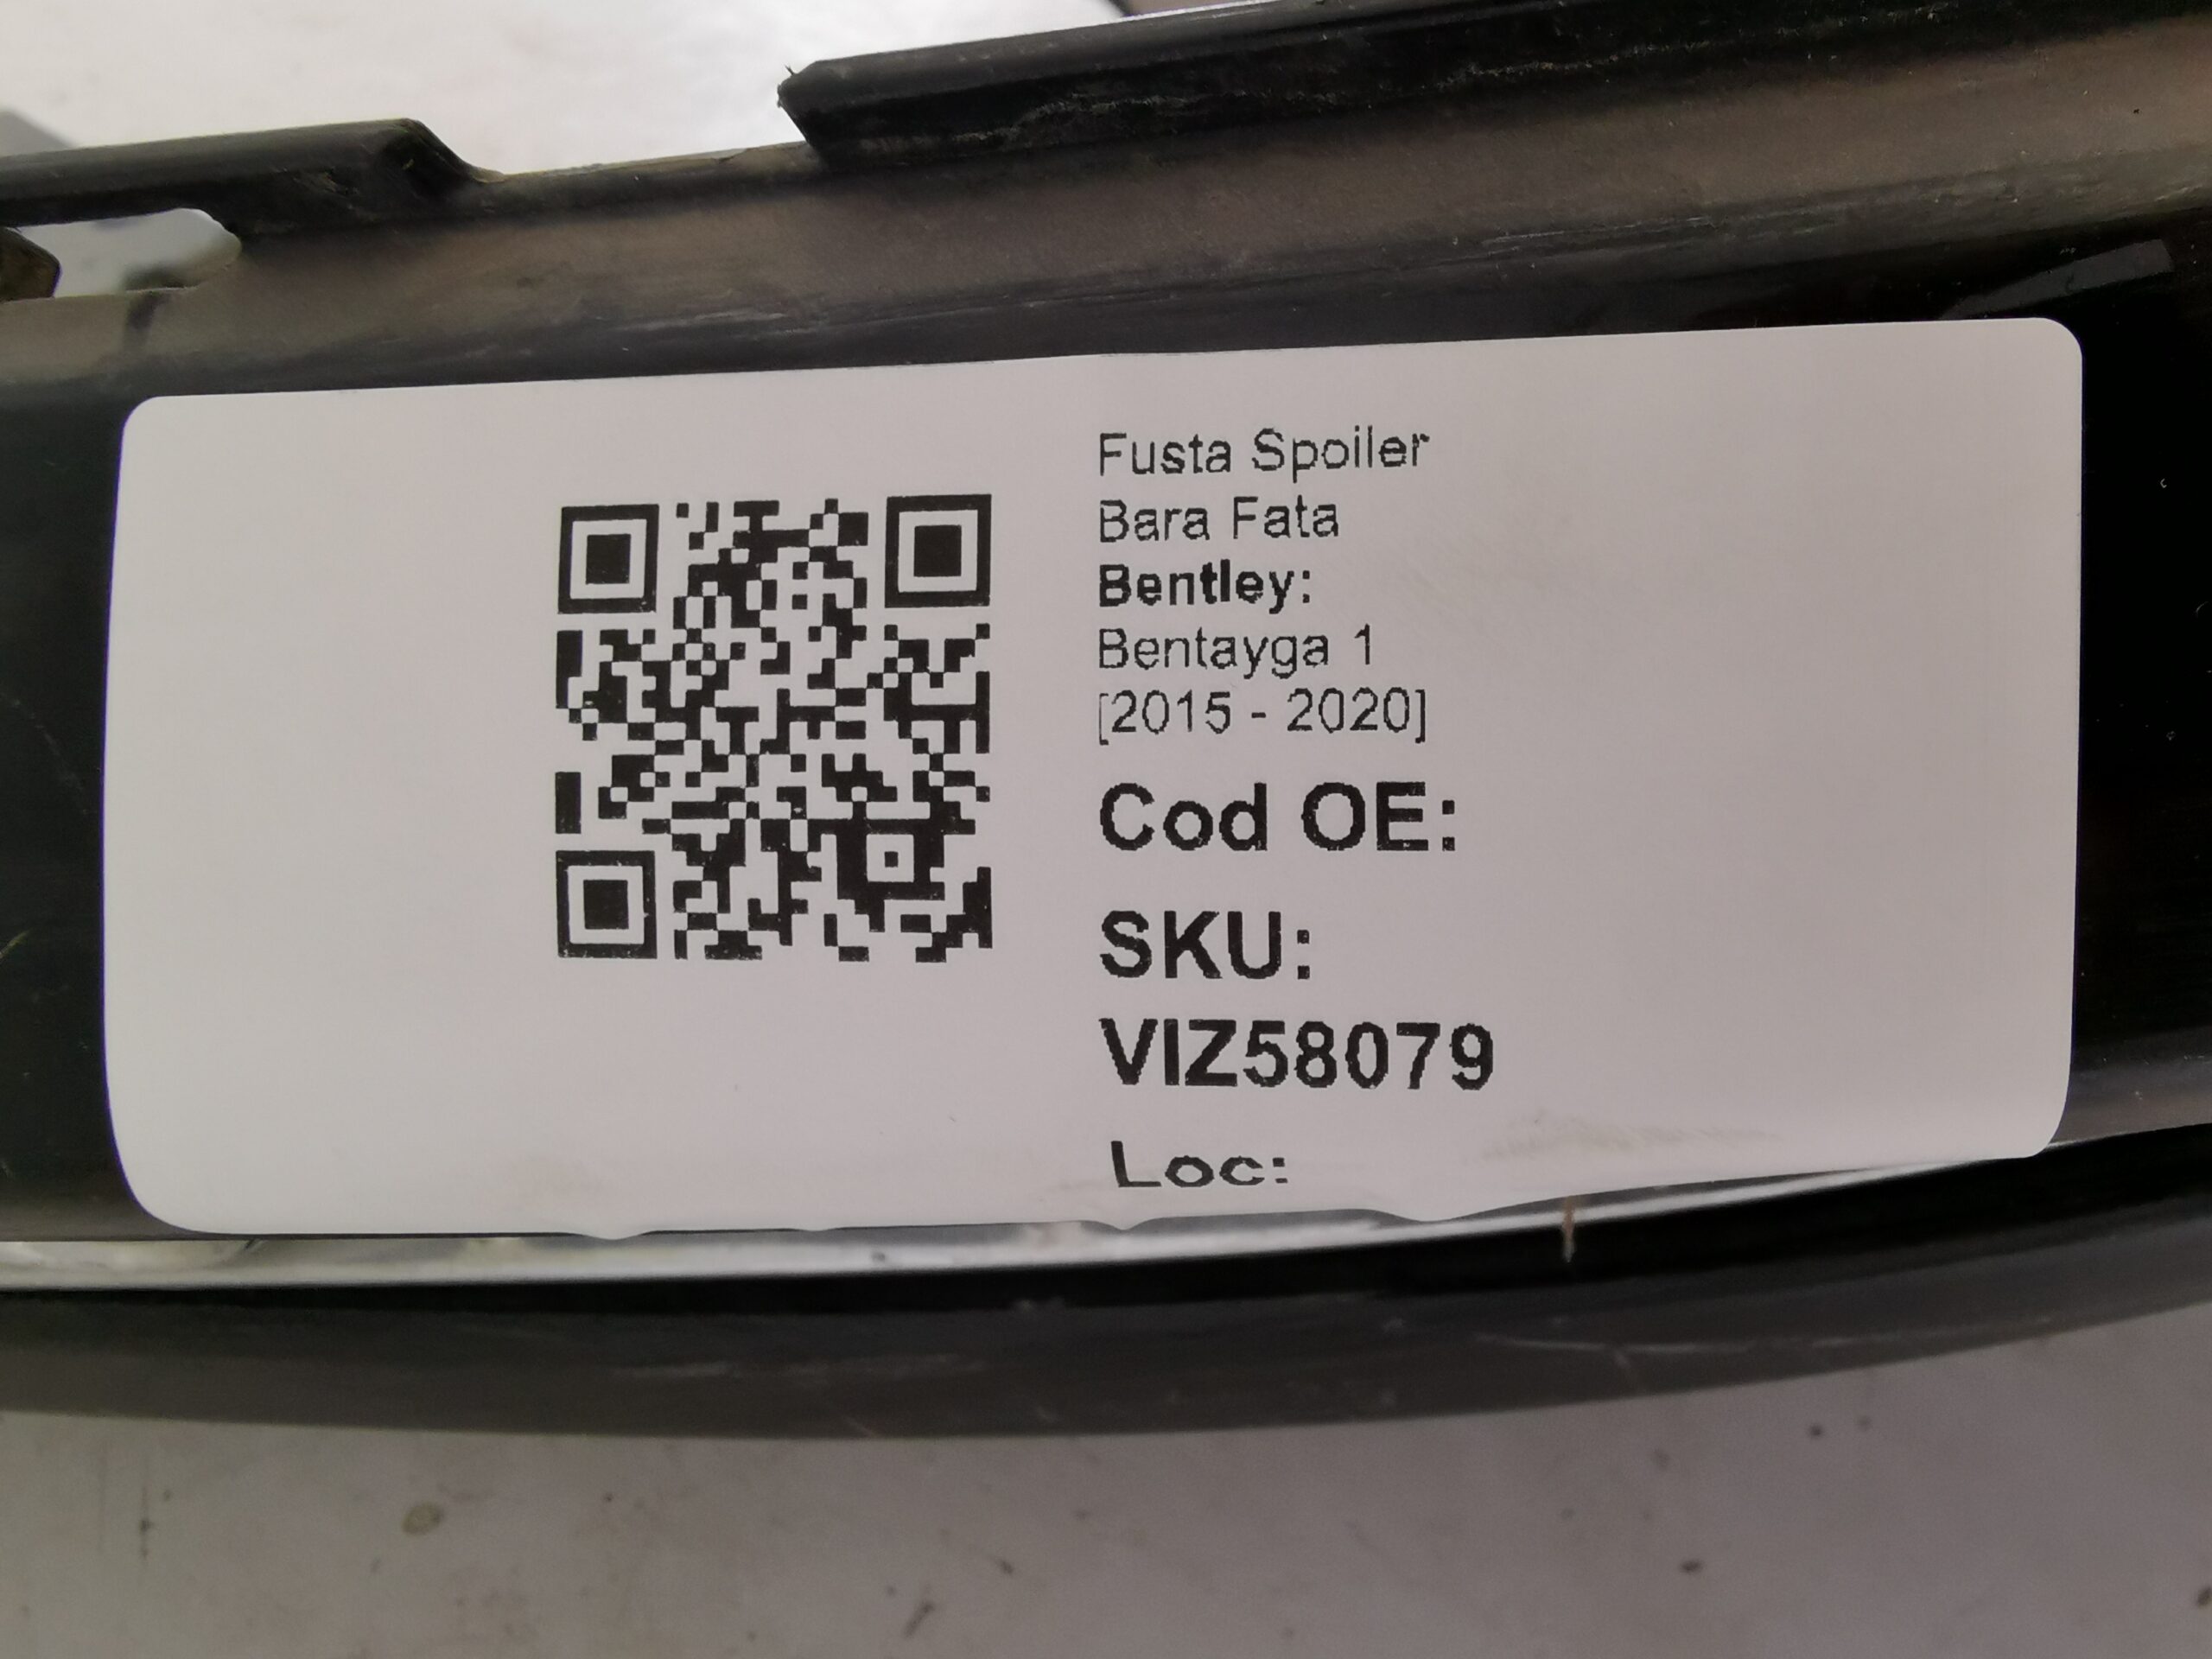 Fusta Spoiler
Bara Fata
Bentley:
Bentayga 1
[2015 - 2020]
Cod OE:
SKU:
VIZ58079
Loc: